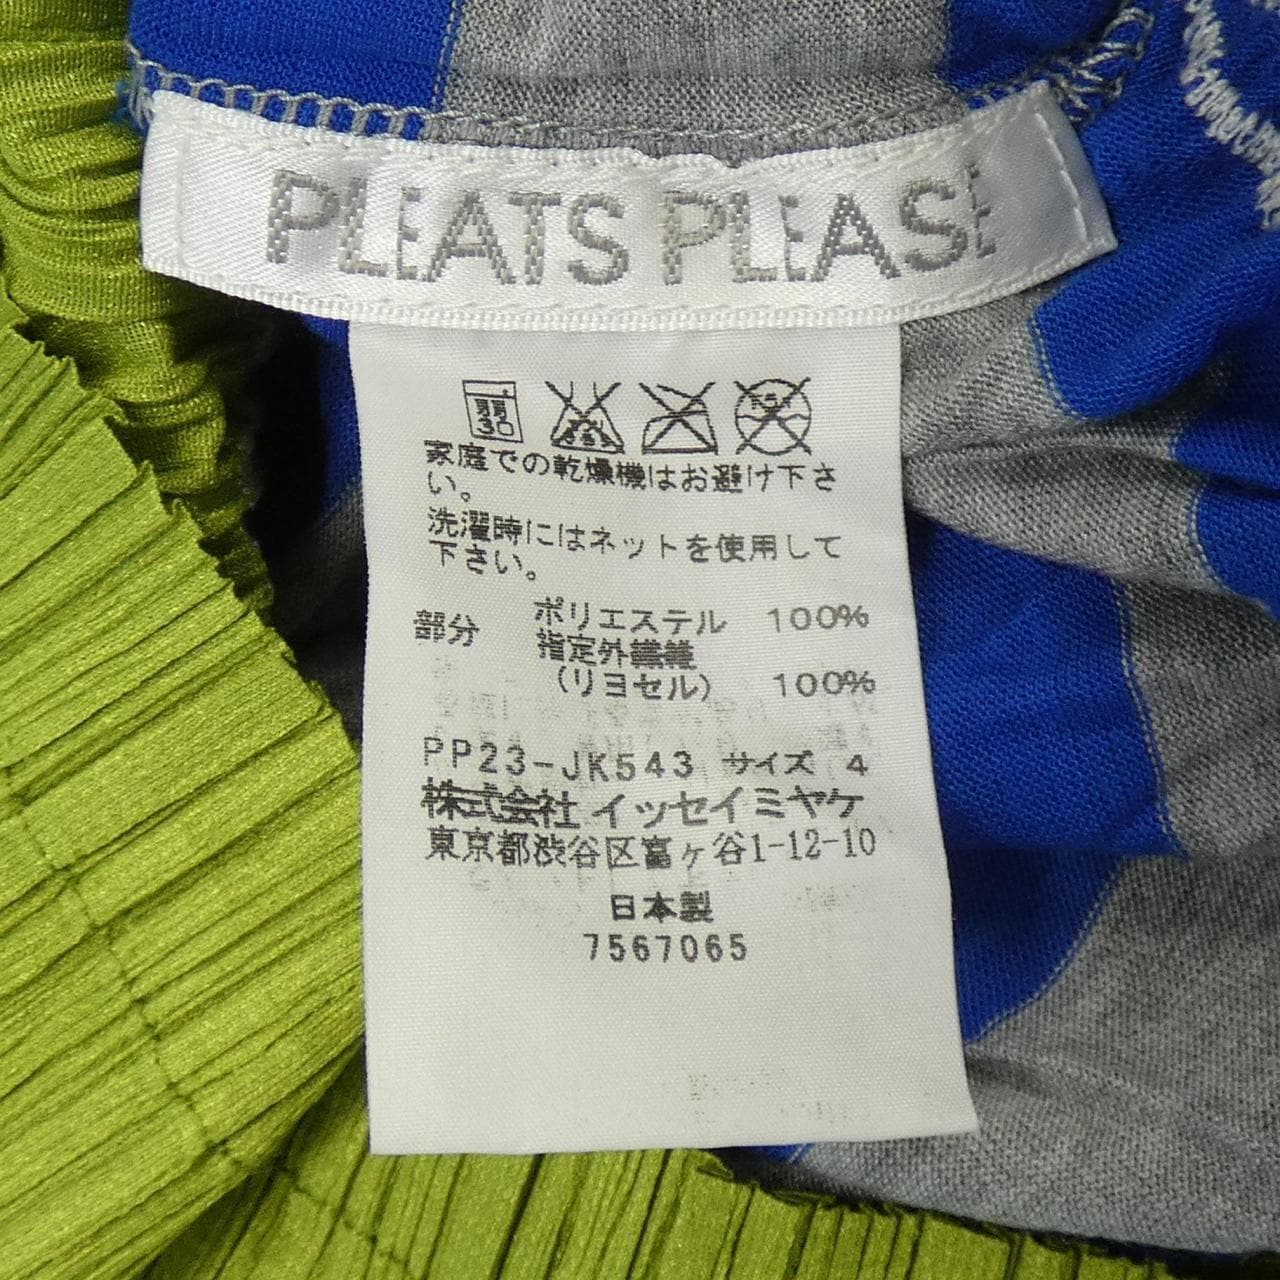 PLEATS PLEASE
弱
30
家庭での乾燥機はお避け下さ
い。
洗濯時にはネットを使用して
下さい。
ポリエステル 100%
部分 指定外繊維
(リヨセル) 100%
PP23-JK543 サイズ 4
株式会社 イッセイミヤケ
東京都渋谷区富ヶ谷1-12-10
日本製
7567065